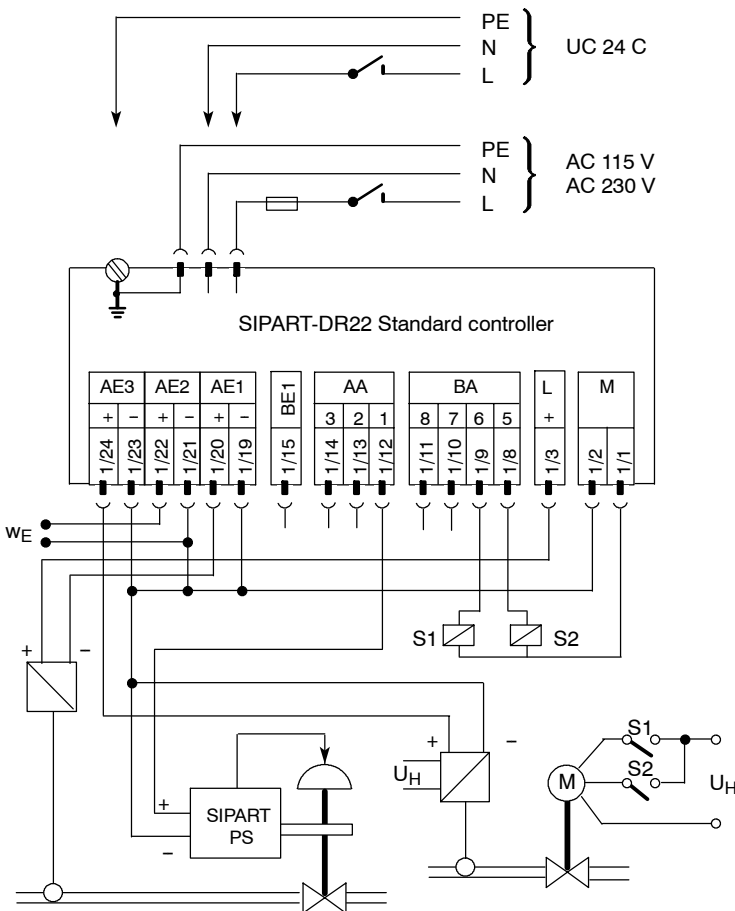 PE
N UC 24 C
L
PE
AC 115 V
N
AC 230 V
L
SIPART-DR22 Standard controller
AE3 AE2 AE1 BE1 AA BA L M
+ − + − + − 3 2 1 8 7 6 5 +
1/24 1/23 1/22 1/21 1/20 1/19 1/15 1/14 1/13 1/12 1/11 1/10 1/9 1/8 1/3 1/2 1/1
wE
S1 S2
+ −
+ − S1
UH M S2 UH
+ SIPART
PS
−